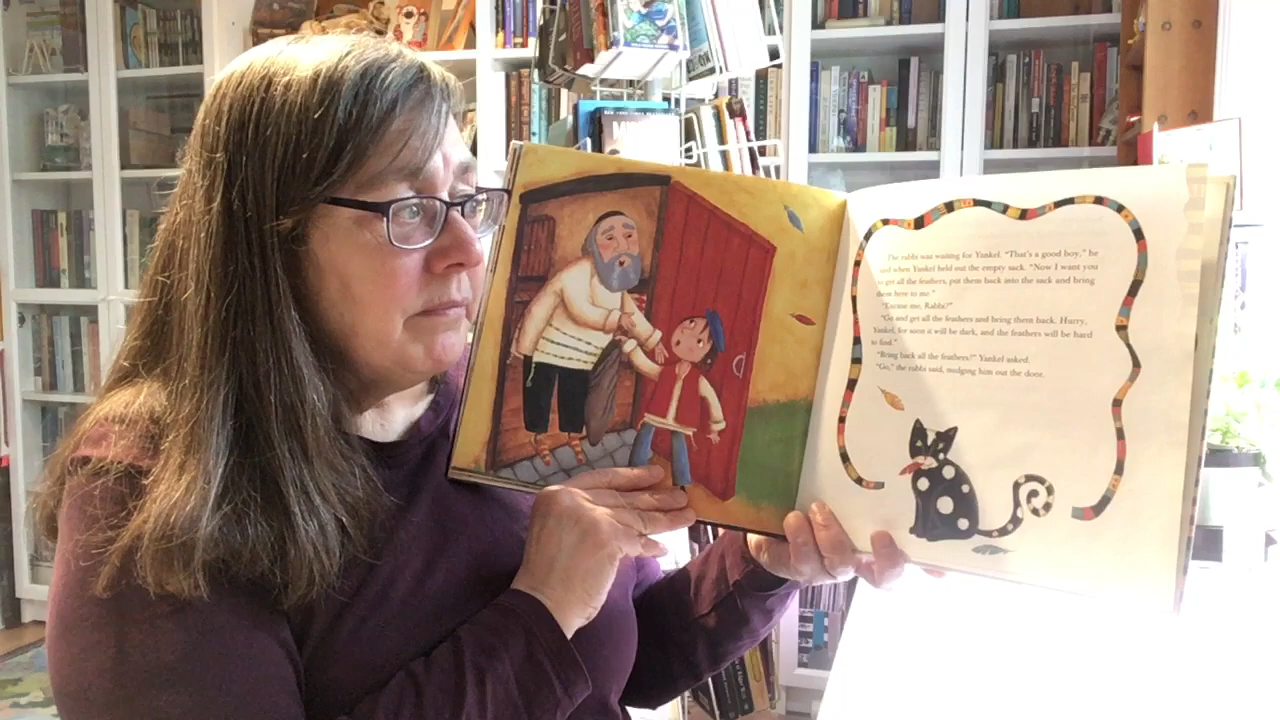 The rabbi was waiting for Yankel. "That's a good boy," he
said when Yankel held out the empty sack. "Now I want you
to get all the feathers, put them back into the sack and bring
them here to me."
"Excuse me, Rabbi?"
"Go and get all the feathers and bring them back. Hurry,
Yankel, for soon it will be dark, and the feathers will be hard
to find."
"Bring back all the feathers?" Yankel asked.
"Go," the rabbi said, nudging him out the door.